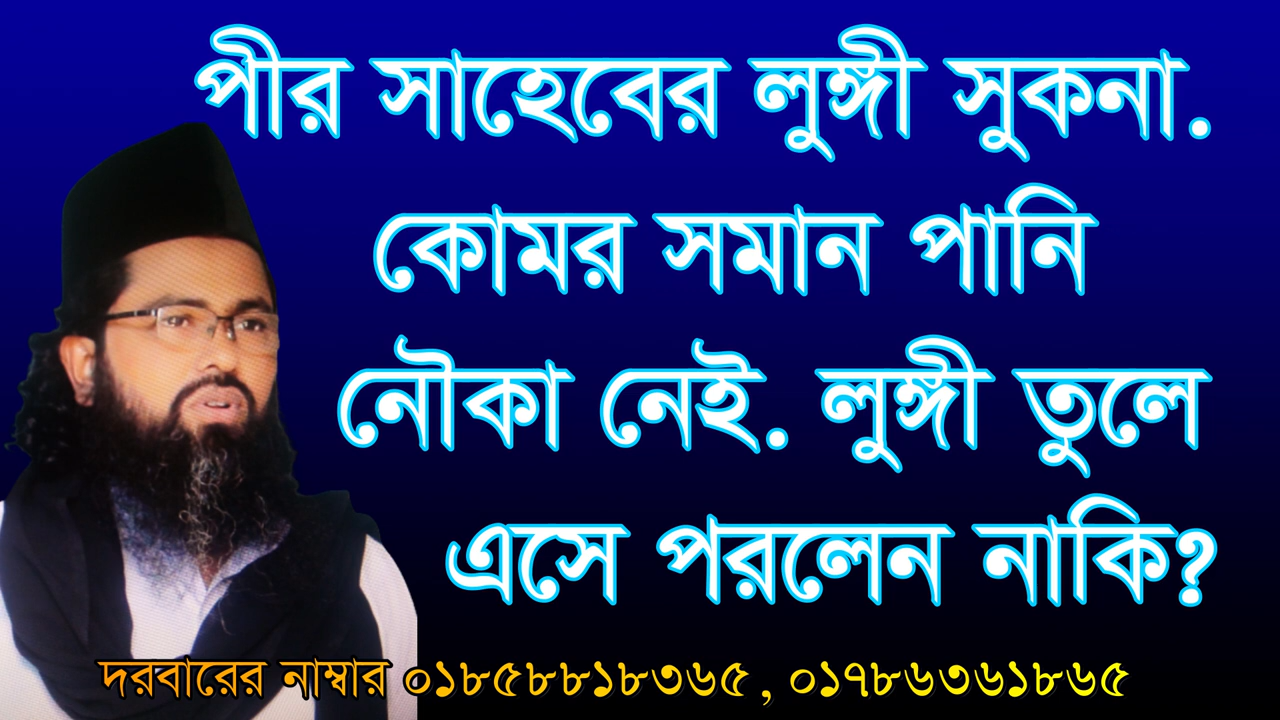 পীর সাহেবের লুঙ্গী সুকনা.
কোমর সমান পানি
নৌকা নেই. লুঙ্গী তুলে
এসে পরলেন নাকি?
দরবারের নাম্বার ০১৮৫৮৮১৮৩৬৫, ০১৭৮৬৩৬১৮৬৫